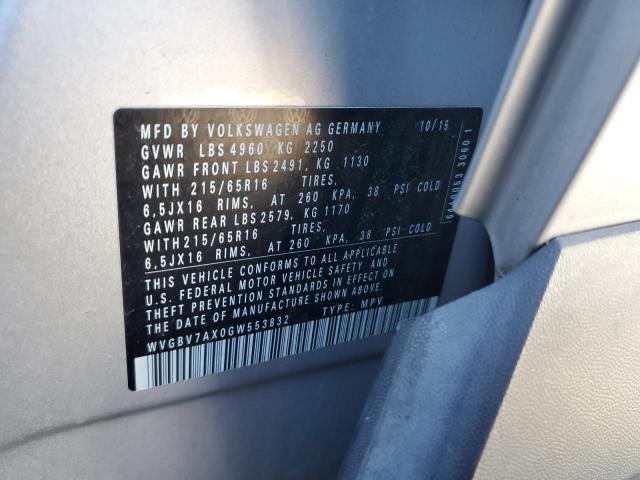 MFD BY VOLKSWAGEN AG GERMANY 10/15
GVWR LBS 4960 KG 2250
GAWR FRONT LBS 2491, KG 1130
WITH 215/65R16 TIRES,
6,5JX16 RIMS, AT 260 KPA, 38 PSI COLD
GAWR REAR LBS 2579, KG 1170
WITH 215/65R16 TIRES,
6,5JX16 RIMS, AT 260 KPA, 38 PSI COLD
THIS VEHICLE CONFORMS TO ALL APPLICABLE
U.S. FEDERAL MOTOR VEHICLE SAFETY AND
THEFT PREVENTION STANDARDS IN EFFECT ON
THE DATE OF MANUFACTURE SHOWN ABOVE.
WVGBV7AX0GW553832 TYPE: MPV